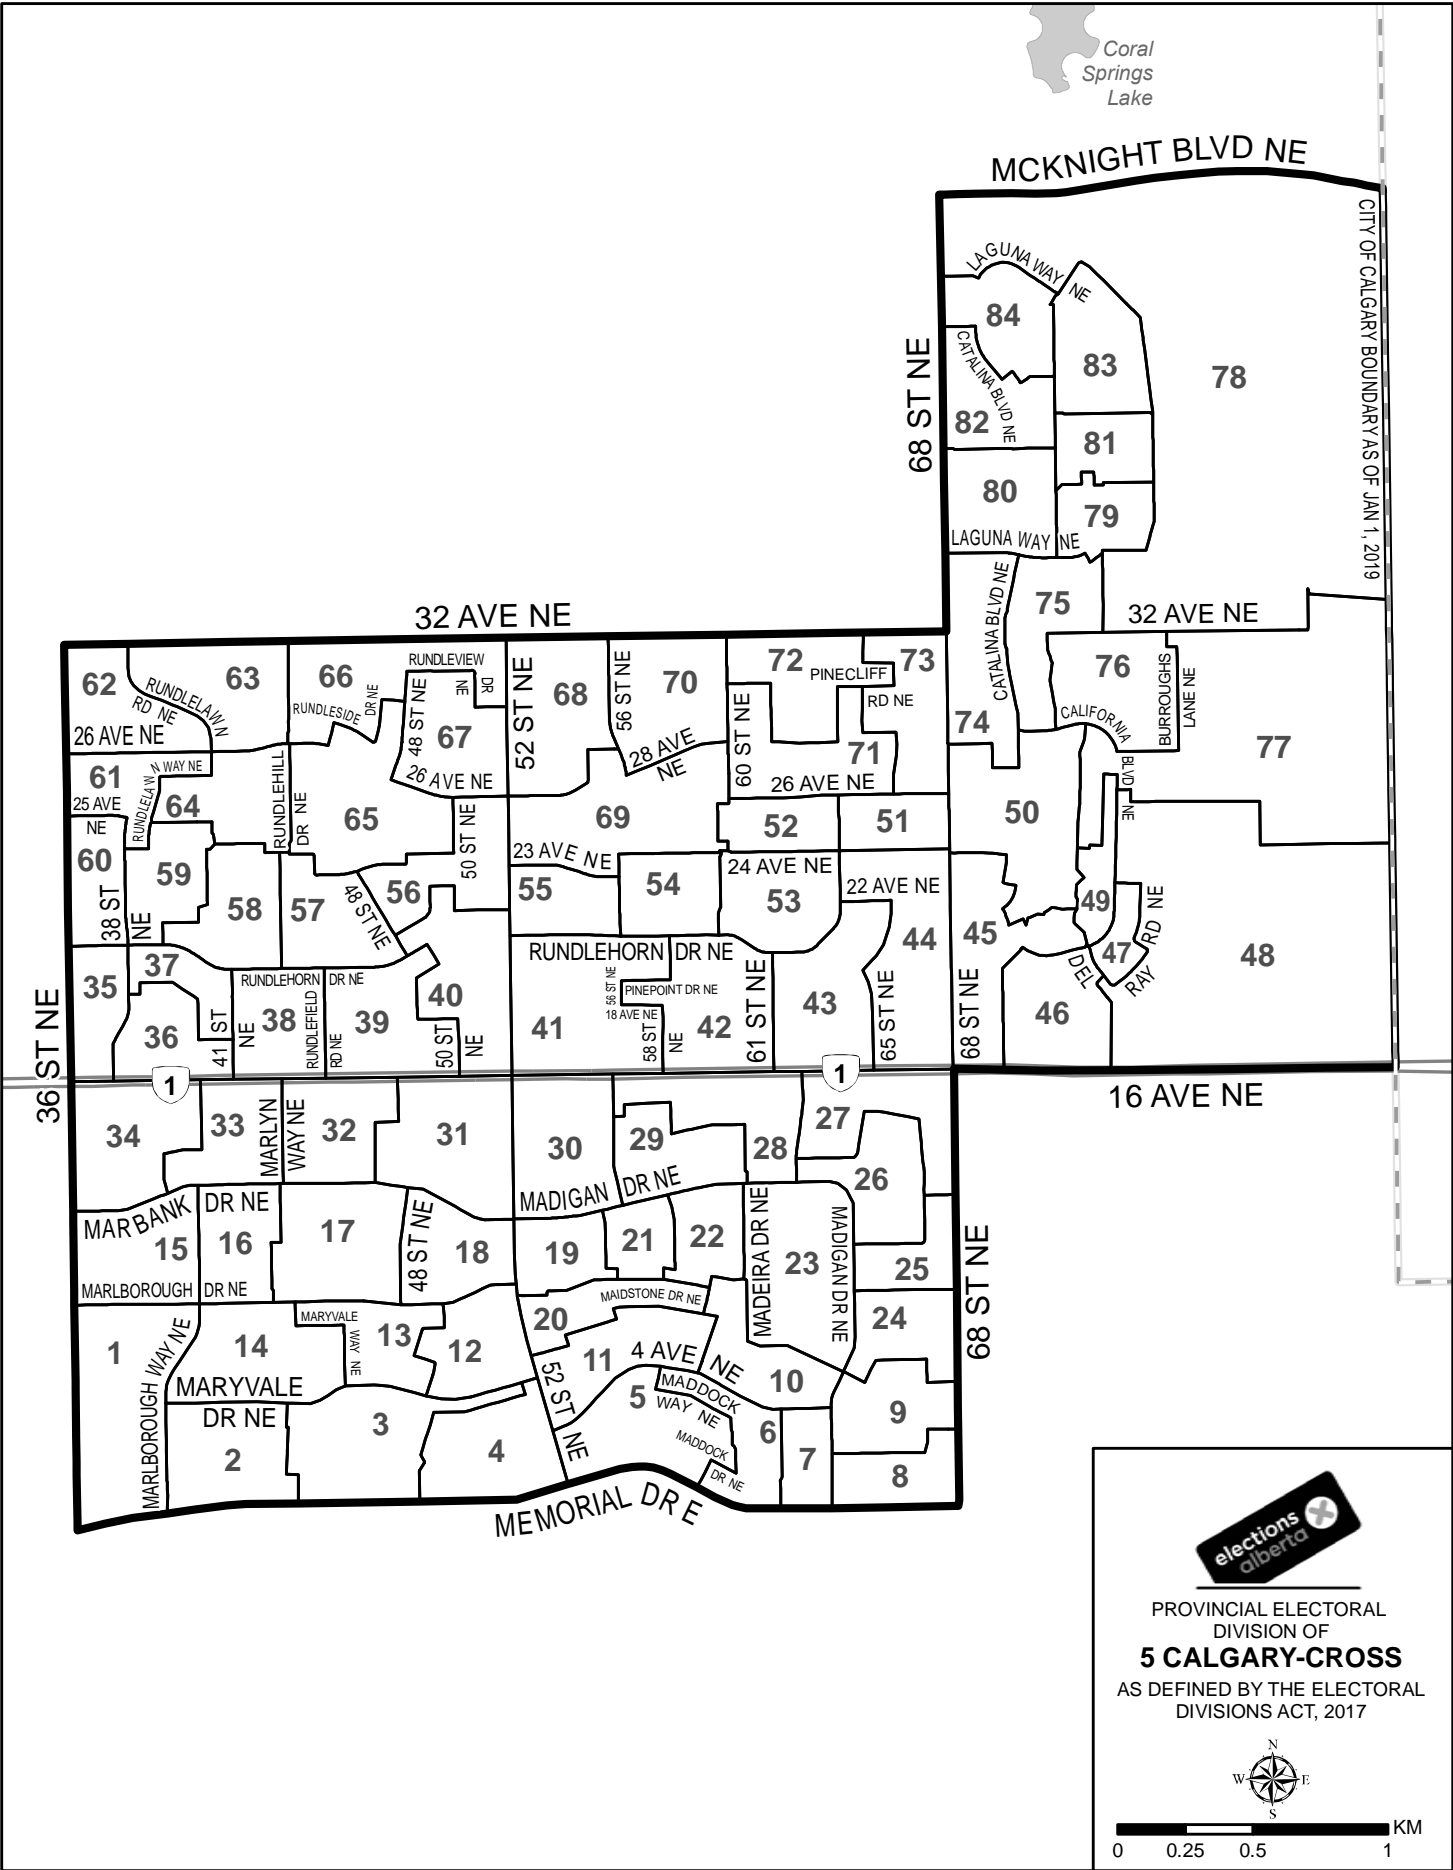 Coral
Springs
Lake
MCKNIGHT BLVD NE
CITY OF CALGARY BOUNDARY AS OF JAN 1, 2019
LAGUNA WAY NE
84
83
78
68 ST NE
CATALINA BLVD NE
82
81
80
79
LAGUNA WAY NE
CATALINA BLVD NE
75
32 AVE NE
32 AVE NE
76
BURROUGHS
LANE NE
77
74
CALIFORNIA
BLVD NE
62
RUNDLELAWN
RD NE
63
66
RUNDLESIDE
DR NE
RUNDLEVIEW
DR
NE
48 ST NE
67
26 AVE NE
52 ST NE
68
56 ST NE
70
28 AVE
NE
72
PINECLIFF
RD NE
73
60 ST NE
71
26 AVE NE
26 AVE NE
61
RUNDLELAWN WAY NE
25 AVE
NE
64
RUNDLEHILL
DR NE
65
50 ST NE
69
52
51
50
60
59
38 ST
NE
58
57
48 ST NE
56
23 AVE NE
55
54
24 AVE NE
53
22 AVE NE
44
45
49
47
DEL
RAY
RD NE
48
35
37
36
41 ST
NE
RUNDLEHORN DR NE
38
RUNDLEFIELD
RD NE
39
40
50 ST
NE
RUNDLEHORN DR NE
56 ST NE
PINEPOINT DR NE
18 AVE NE
41
58 ST
NE
42
61 ST NE
43
65 ST NE
68 ST NE
46
36 ST NE
1
1
16 AVE NE
34
33
MARLYN
WAY NE
32
31
30
29
28
27
26
MARBANK DR NE
MADIGAN DR NE
15
16
17
48 ST NE
18
19
21
22
MADEIRA DR NE
23
MADIGAN DR NE
25
68 ST NE
MARLBOROUGH DR NE
MARYVALE
WAY NE
20
MAIDSTONE DR NE
24
1
MARLBOROUGH WAY NE
14
13
12
11
4 AVE NE
10
MARYVALE
DR NE
2
3
4
52 ST NE
5
MADDOCK
WAY NE
MADDOCK
DR NE
6
7
9
8
MEMORIAL DR E
elections
alberta
PROVINCIAL ELECTORAL
DIVISION OF
5 CALGARY-CROSS
AS DEFINED BY THE ELECTORAL
DIVISIONS ACT, 2017
N
W
E
S
KM
0 0.25 0.5 1